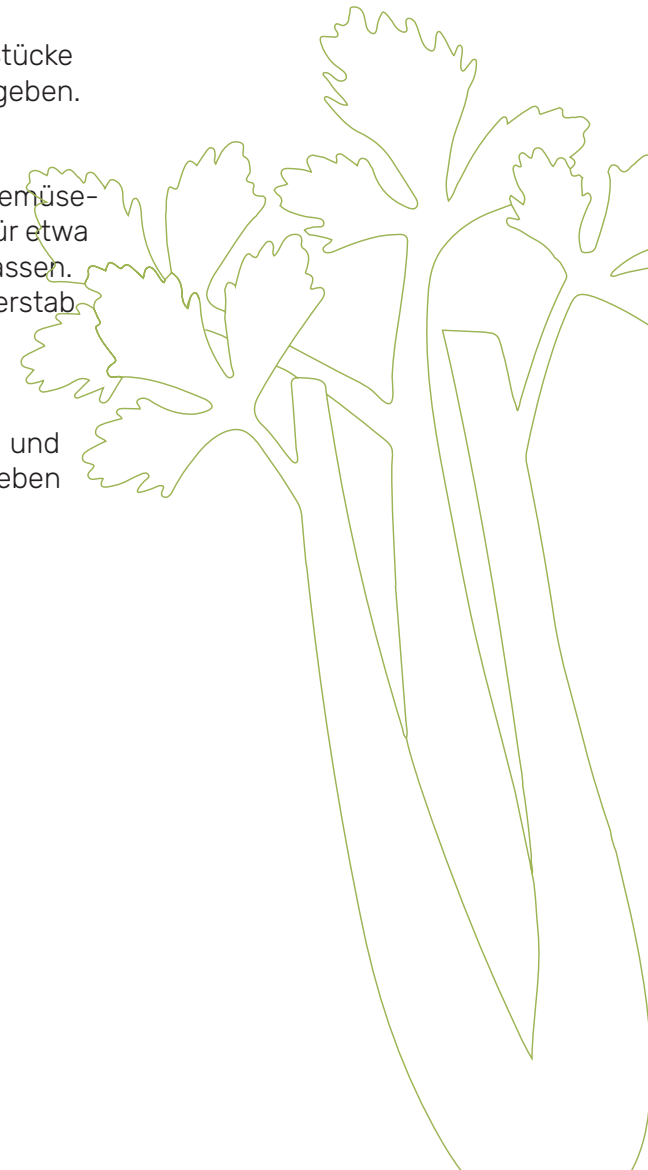 tücke
geben.
emüse-
ür etwa
assen.
erstab
und
eben